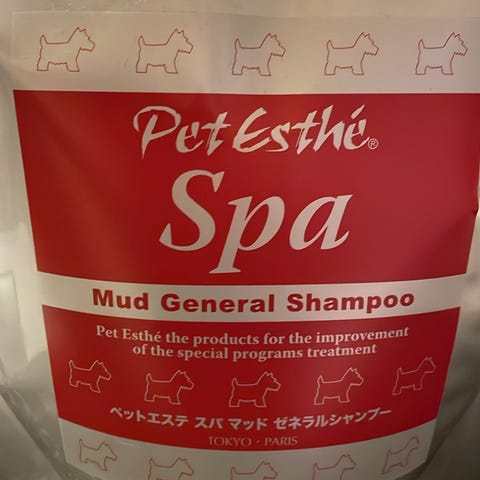 Pet Esthé®
Spa
Mud General Shampoo
Pet Esthé the products for the improvement
of the special programs treatment
ペットエステ スパ マッド ゼネラルシャンプー
TOKYO・PARIS